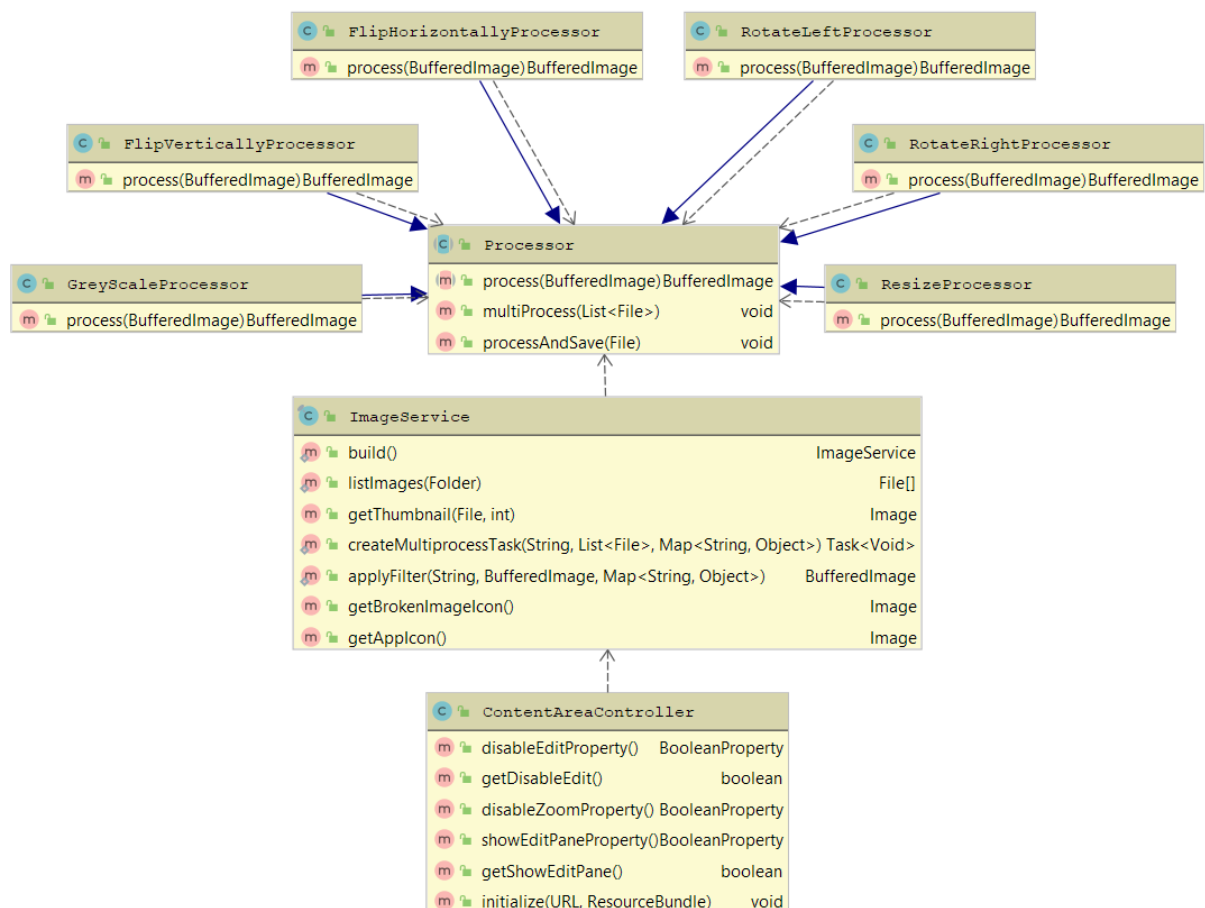 FlipHorizontallyProcessor
process(BufferedImage) BufferedImage
RotateLeftProcessor
process(BufferedImage) BufferedImage
FlipVerticallyProcessor
process(BufferedImage) BufferedImage
RotateRightProcessor
process(BufferedImage) BufferedImage
Processor
process(BufferedImage) BufferedImage
multiProcess(List<File>) void
processAndSave(File) void
GreyScaleProcessor
process(BufferedImage) BufferedImage
ResizeProcessor
process(BufferedImage) BufferedImage
ImageService
build() ImageService
listImages(Folder) File[]
getThumbnail(File, int) Image
createMultiprocessTask(String, List<File>, Map<String, Object>) Task<Void>
applyFilter(String, BufferedImage, Map<String, Object>) BufferedImage
getBrokenImageIcon() Image
getAppIcon() Image
ContentAreaController
disableEditProperty() BooleanProperty
getDisableEdit() boolean
disableZoomProperty() BooleanProperty
showEditPaneProperty() BooleanProperty
getShowEditPane() boolean
initialize(URL, ResourceBundle) void